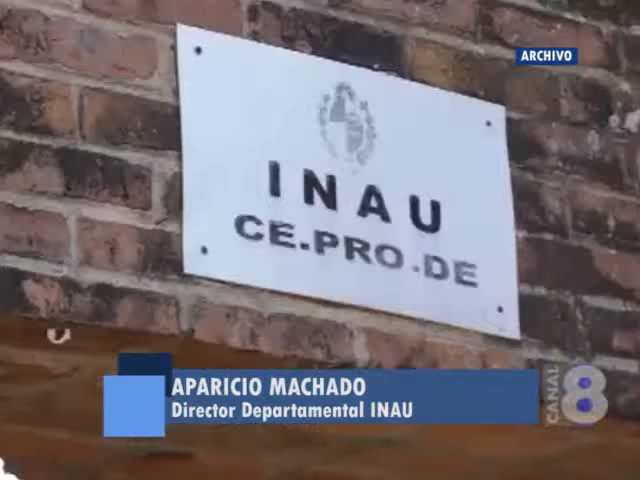 ARCHIVO
INAU
CE.PRO.DE
APARICIO MACHADO
Director Departamental INAU
CANAL 8